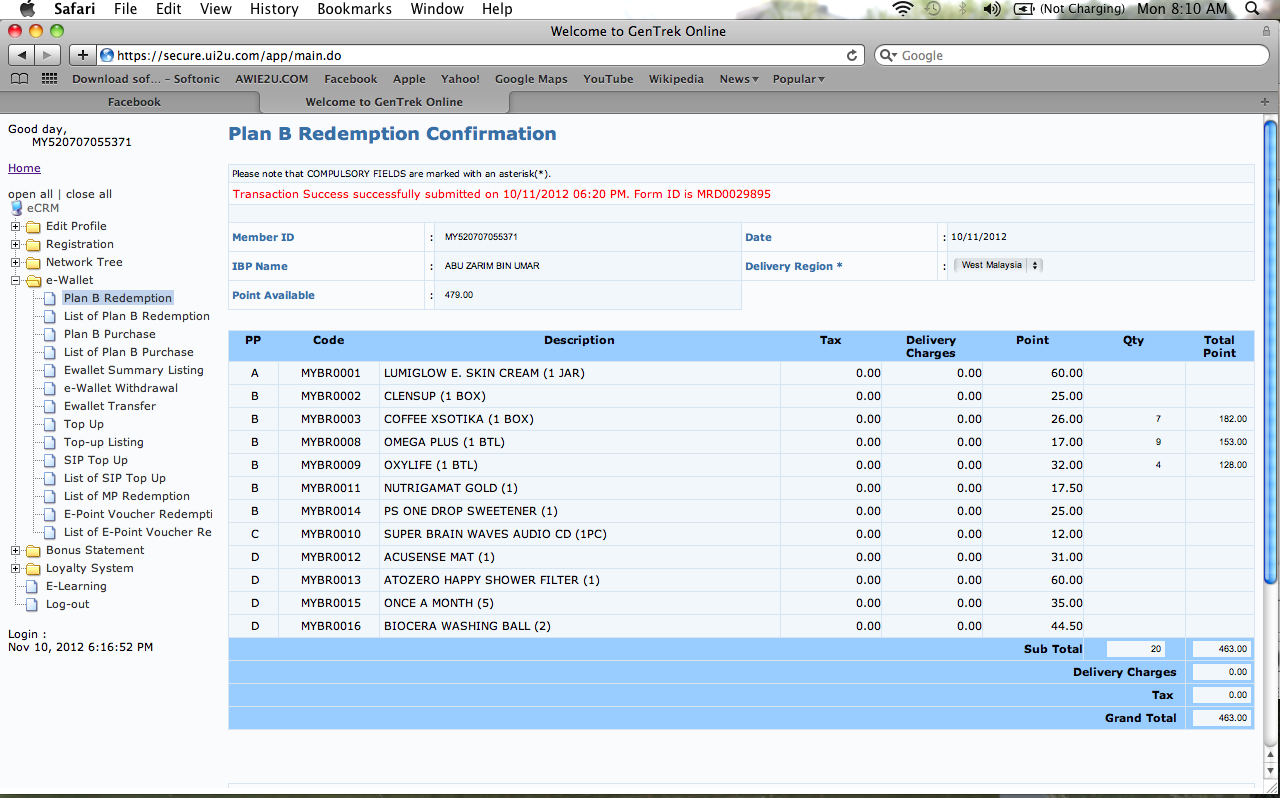 Safari File Edit View History Bookmarks Window Help (Not Charging) Mon 8:10 AM
Welcome to GenTrek Online
https://secure.ui2u.com/app/main.do Google
Download sof... – Softonic AWIE2U.COM Facebook Apple Yahoo! Google Maps YouTube Wikipedia News Popular
Facebook Welcome to GenTrek Online
Good day,
MY520707055371
Home
open all | close all
eCRM
Edit Profile
Registration
Network Tree
e-Wallet
Plan B Redemption
List of Plan B Redemption
Plan B Purchase
List of Plan B Purchase
Ewallet Summary Listing
e-Wallet Withdrawal
Ewallet Transfer
Top Up
Top-up Listing
SIP Top Up
List of SIP Top Up
List of MP Redemption
E-Point Voucher Redempti
List of E-Point Voucher Re
Bonus Statement
Loyalty System
E-Learning
Log-out
Login :
Nov 10, 2012 6:16:52 PM
Plan B Redemption Confirmation
Please note that COMPULSORY FIELDS are marked with an asterisk(*).
Transaction Success successfully submitted on 10/11/2012 06:20 PM. Form ID is MRD0029895
Member ID : MY520707055371 Date : 10/11/2012
IBP Name : ABU ZARIM BIN UMAR Delivery Region * : West Malaysia
Point Available : 479.00
PP Code Description Tax Delivery Charges Point Qty Total Point
A MYBR0001 LUMIGLOW E. SKIN CREAM (1 JAR) 0.00 0.00 60.00
B MYBR0002 CLENSUP (1 BOX) 0.00 0.00 25.00
B MYBR0003 COFFEE XSOTIKA (1 BOX) 0.00 0.00 26.00 7 182.00
B MYBR0008 OMEGA PLUS (1 BTL) 0.00 0.00 17.00 9 153.00
B MYBR0009 OXYLIFE (1 BTL) 0.00 0.00 32.00 4 128.00
B MYBR0011 NUTRIGAMAT GOLD (1) 0.00 0.00 17.50
B MYBR0014 PS ONE DROP SWEETENER (1) 0.00 0.00 25.00
C MYBR0010 SUPER BRAIN WAVES AUDIO CD (1PC) 0.00 0.00 12.00
D MYBR0012 ACUSENSE MAT (1) 0.00 0.00 31.00
D MYBR0013 ATOZERO HAPPY SHOWER FILTER (1) 0.00 0.00 60.00
D MYBR0015 ONCE A MONTH (5) 0.00 0.00 35.00
D MYBR0016 BIOCERA WASHING BALL (2) 0.00 0.00 44.50
Sub Total 20 463.00
Delivery Charges 0.00
Tax 0.00
Grand Total 463.00